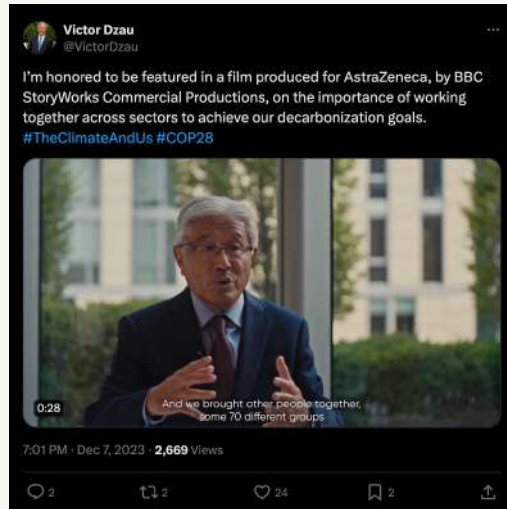 Victor Dzau
@VictorDzau
I'm honored to be featured in a film produced for AstraZeneca, by BBC
StoryWorks Commercial Productions, on the importance of working
together across sectors to achieve our decarbonization goals.
#TheClimateAndUs #COP28
And we brought other people together,
some 70 different groups
0:28
7:01 PM · Dec 7, 2023 · 2,669 Views
2
2
24
2